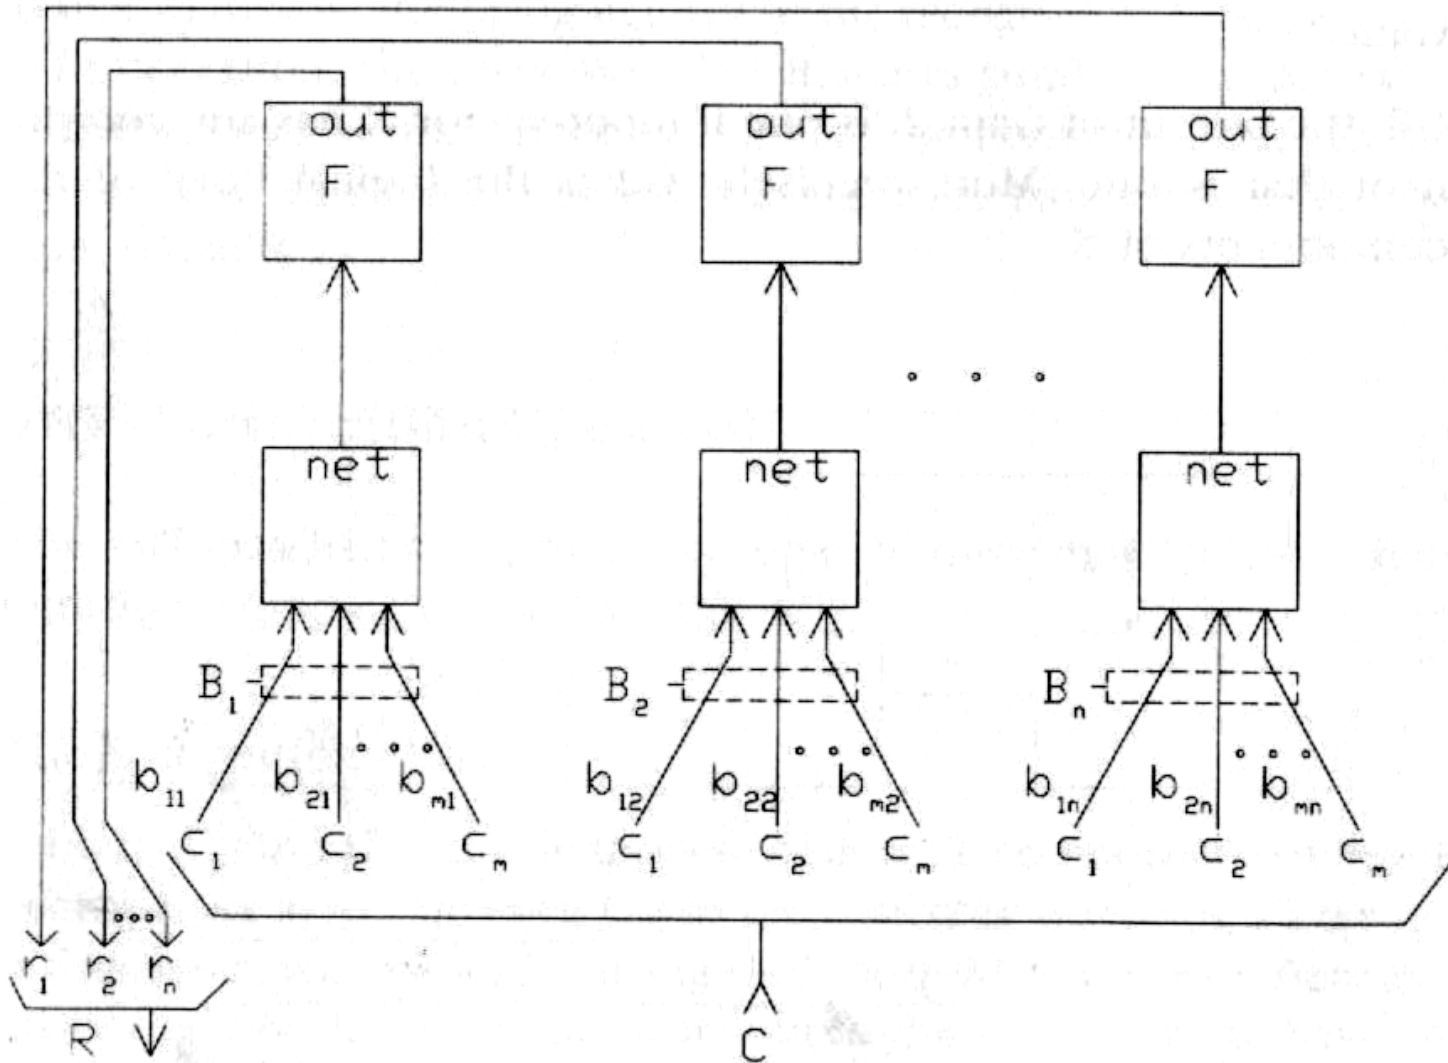 out out out
F F F
net net net
B₁ B₂ Bₙ
b₁₁ b₂₁ bₘ₁ b₁₂ b₂₂ bₘ₂ b₁ₙ b₂ₙ bₘₙ
C₁ C₂ Cₘ C₁ C₂ Cₘ C₁ C₂ Cₘ
r₁ r₂ rₙ
R C